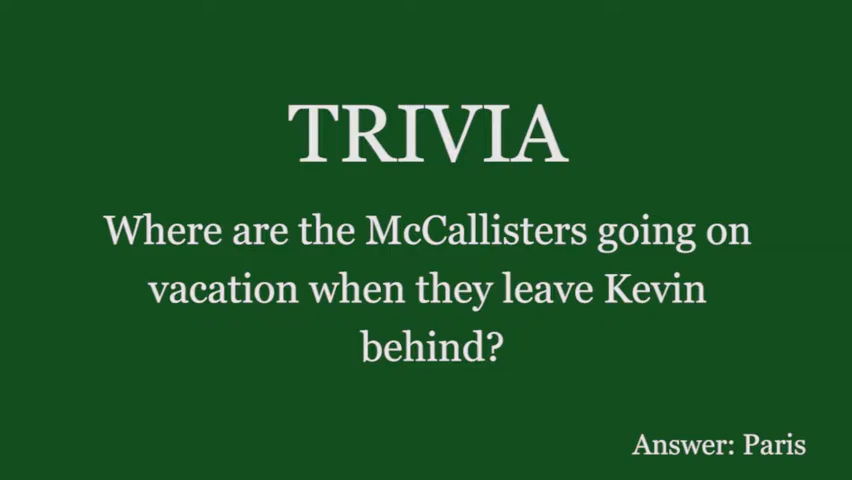 TRIVIA
Where are the McCallisters going on
vacation when they leave Kevin
behind?
Answer: Paris